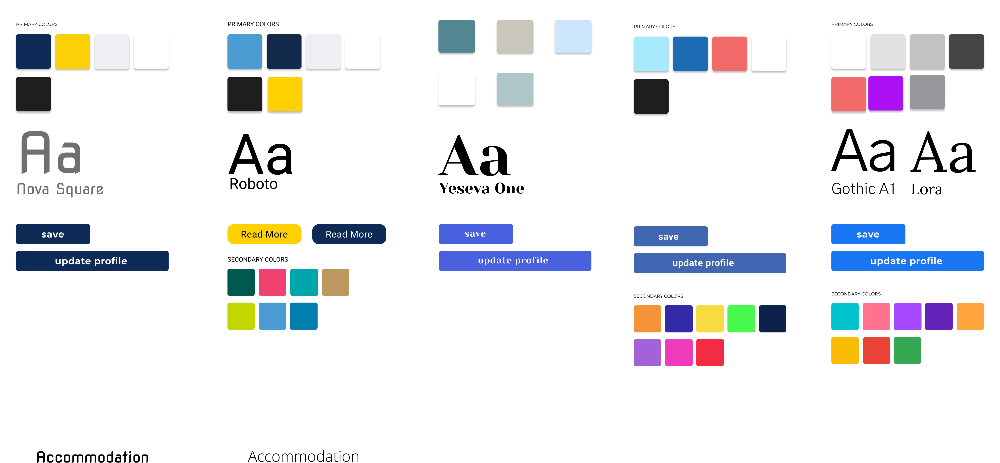 PRIMARY COLORS
Aa
Nova Square
save
update profile
Accommodation
PRIMARY COLORS
Aa
Roboto
Read More
Read More
SECONDARY COLORS
Accommodation
Aa
Yeseva One
save
update profile
PRIMARY COLORS
save
update profile
SECONDARY COLORS
PRIMARY COLORS
Aa
Gothic A1
Aa
Lora
save
update profile
SECONDARY COLORS